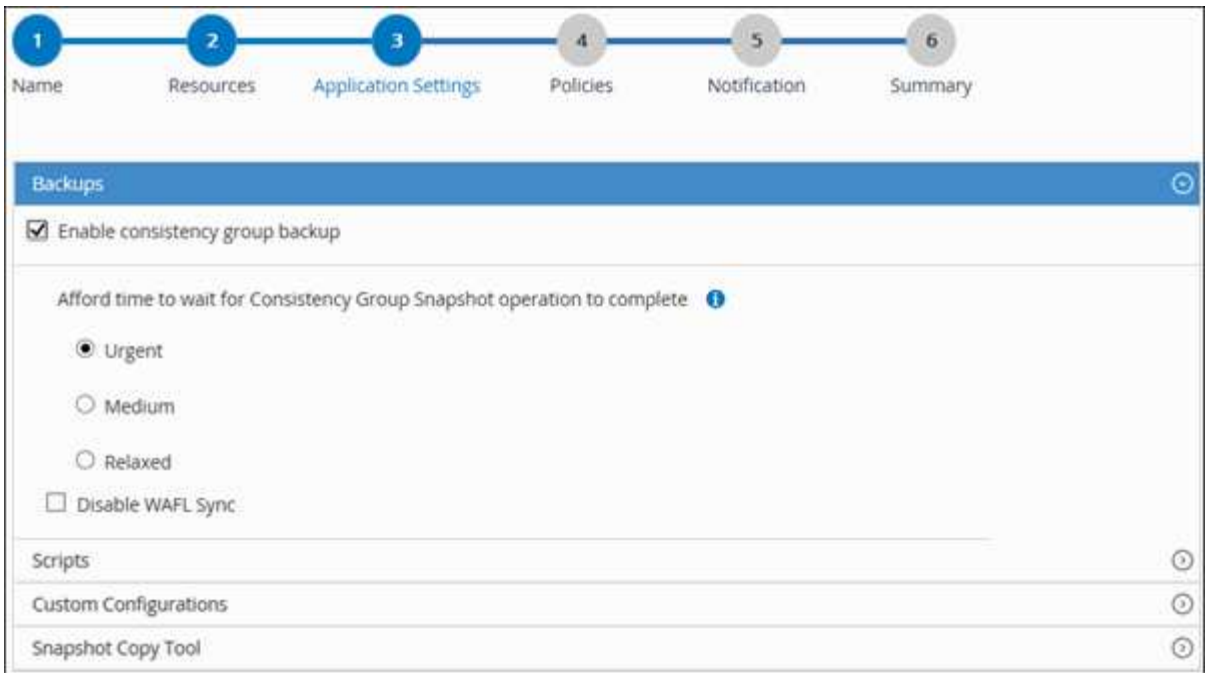 1 2 3 4 5 6
Name Resources Application Settings Policies Notification Summary
Backups
Enable consistency group backup
Afford time to wait for Consistency Group Snapshot operation to complete i
Urgent
Medium
Relaxed
Disable WAFL Sync
Scripts
Custom Configurations
Snapshot Copy Tool